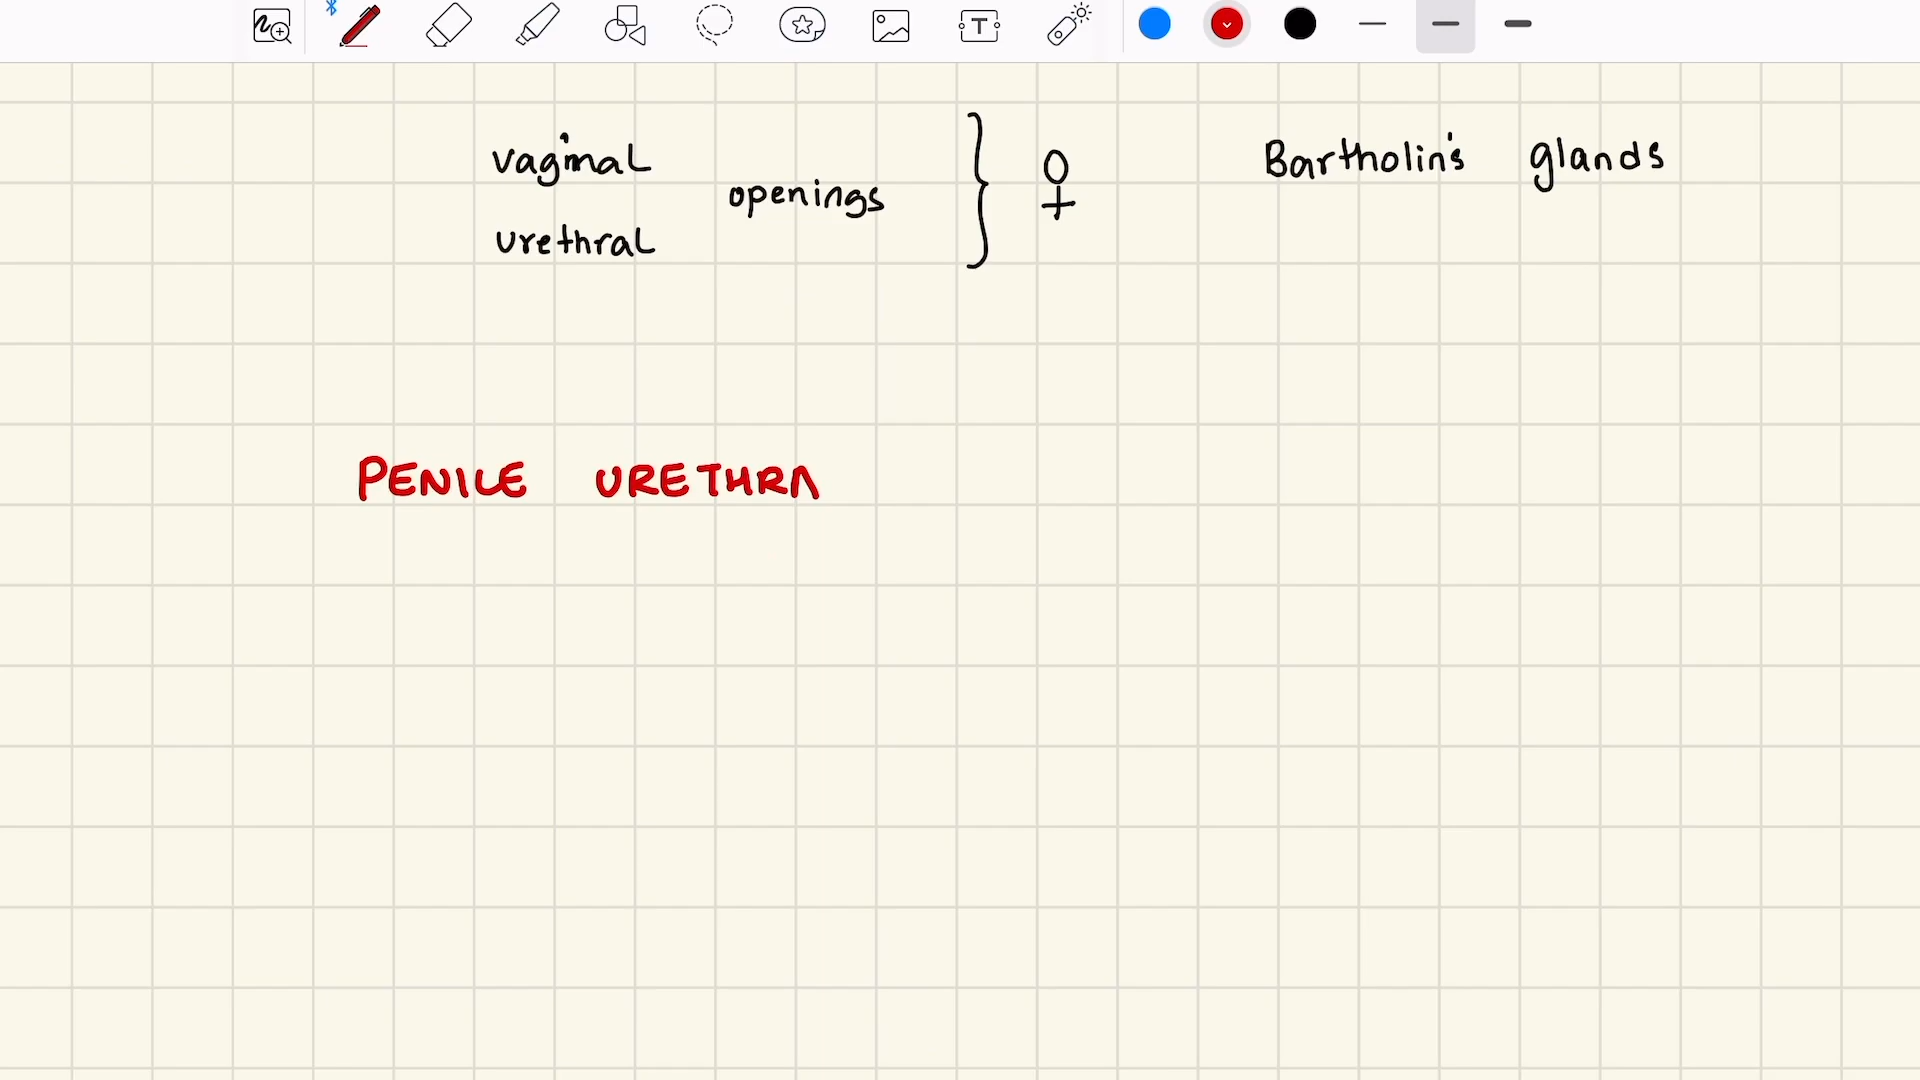 vaginal
openings } ♀
urethral
Bartholin's glands
PENILE URETHRA